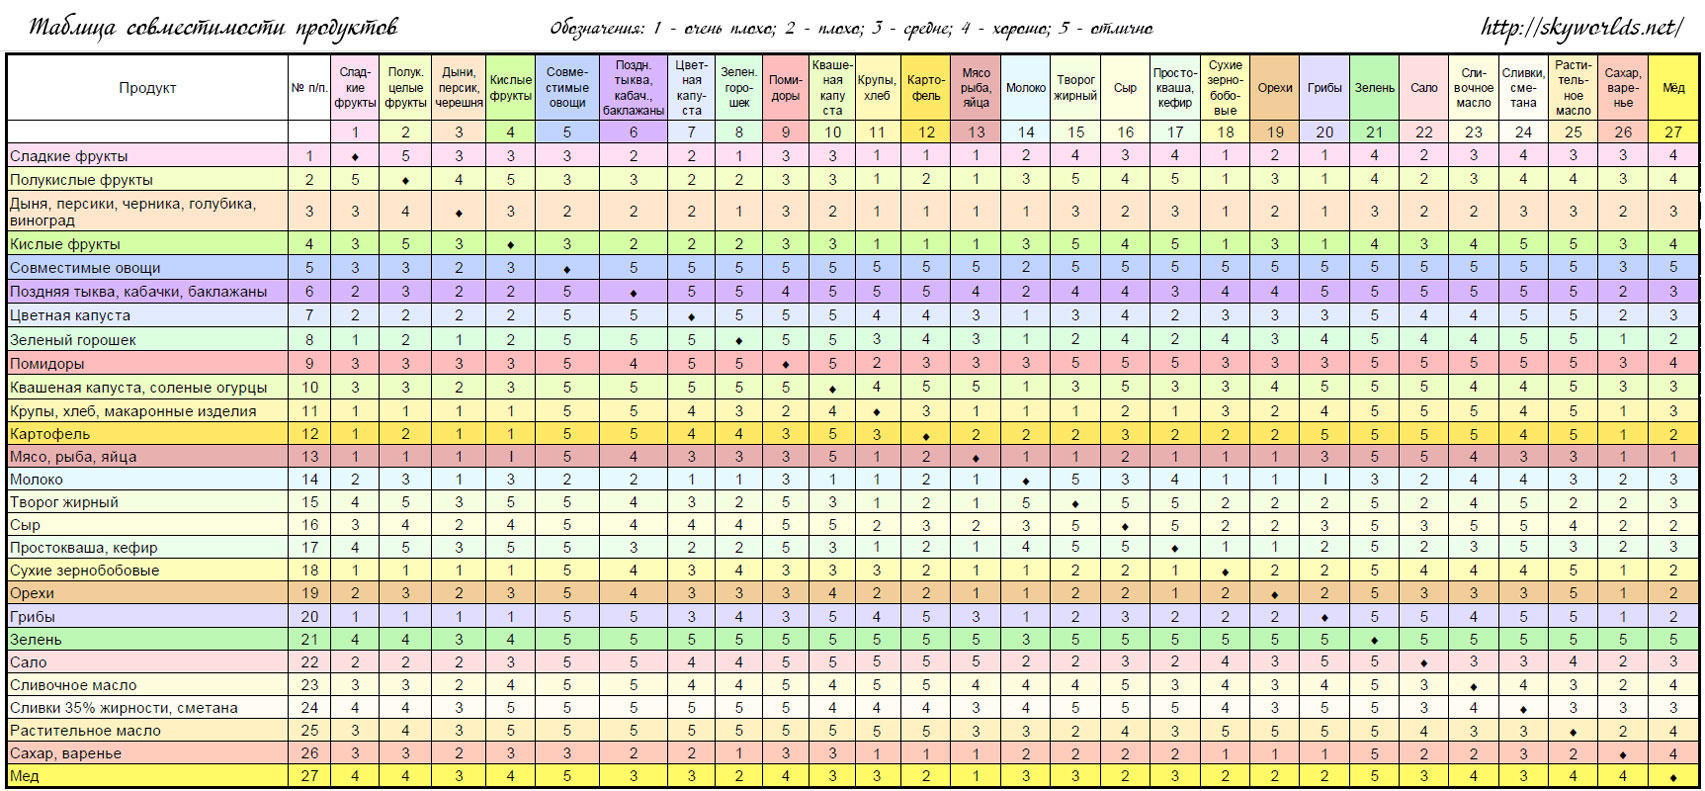 Таблица совместимости продуктов Обозначения: 1 - очень плохо; 2 - плохо; 3 - средне; 4 - хорошо; 5 - отлично http://skyworlds.net/
Продукт № п/п. Слад-кие фрукты Полук. целые фрукты Дыни, персик, черешня Кислые фрукты Совме-стимые овощи Поздн. тыква, кабач., баклажаны Цвет-ная капу-ста Зелен. горо-шек Поми-доры Кваше-ная капу ста Крупы, хлеб Карто-фель Мясо рыба, яйца Молоко Творог жирный Сыр Просто-кваша, кефир Сухие зерно-бобо-вые Орехи Грибы Зелень Сало Сли-вочное масло Сливки, сме-тана Расти-тель-ное масло Сахар, варе-нье Мёд
1 2 3 4 5 6 7 8 9 10 11 12 13 14 15 16 17 18 19 20 21 22 23 24 25 26 27
Сладкие фрукты 1 ♦ 5 3 3 3 2 2 1 3 3 1 1 1 2 4 3 4 1 2 1 4 2 3 4 3 3 4
Полукислые фрукты 2 5 ♦ 4 5 3 3 2 2 3 3 1 2 1 3 5 4 5 1 3 1 4 2 3 4 4 3 4
Дыня, персики, черника, голубика,
виноград 3 3 4 ♦ 3 2 2 2 1 3 2 1 1 1 1 3 2 3 1 2 1 3 2 2 3 3 2 3
Кислые фрукты 4 3 5 3 ♦ 3 2 2 2 3 3 1 1 1 3 5 4 5 1 3 1 4 3 4 5 5 3 4
Совместимые овощи 5 3 3 2 3 ♦ 5 5 5 5 5 5 5 5 2 5 5 5 5 5 5 5 5 5 5 5 3 5
Поздняя тыква, кабачки, баклажаны 6 2 3 2 2 5 ♦ 5 5 4 5 5 5 4 2 4 4 3 4 4 5 5 5 5 5 5 2 3
Цветная капуста 7 2 2 2 2 5 5 ♦ 5 5 5 4 4 3 1 3 4 2 3 3 3 5 4 4 5 5 2 3
Зеленый горошек 8 1 2 1 2 5 5 5 ♦ 5 5 3 4 3 1 2 4 2 4 3 4 5 4 4 5 5 1 2
Помидоры 9 3 3 3 3 5 4 5 5 ♦ 5 2 3 3 3 5 5 5 3 3 3 5 5 5 5 5 3 4
Квашеная капуста, соленые огурцы 10 3 3 2 3 5 5 5 5 5 ♦ 4 5 5 1 3 5 3 3 4 5 5 5 4 4 5 3 3
Крупы, хлеб, макаронные изделия 11 1 1 1 1 5 5 4 3 2 4 ♦ 3 1 1 1 2 1 3 2 4 5 5 5 4 5 1 3
Картофель 12 1 2 1 1 5 5 4 4 3 5 3 ♦ 2 2 2 3 2 2 2 5 5 5 5 4 5 1 2
Мясо, рыба, яйца 13 1 1 1 I 5 4 3 3 3 5 1 2 ♦ 1 1 2 1 1 1 3 5 5 4 3 3 1 1
Молоко 14 2 3 1 3 2 2 1 1 3 1 1 2 1 ♦ 5 3 4 1 1 I 3 2 4 4 3 2 3
Творог жирный 15 4 5 3 5 5 4 3 2 5 3 1 2 1 5 ♦ 5 5 2 2 2 5 2 4 5 2 2 3
Сыр 16 3 4 2 4 5 4 4 4 5 5 2 3 2 3 5 ♦ 5 2 2 3 5 3 5 5 4 2 2
Простокваша, кефир 17 4 5 3 5 5 3 2 2 5 3 1 2 1 4 5 5 ♦ 1 1 2 5 2 3 5 3 2 3
Сухие зернобобовые 18 1 1 1 1 5 4 3 4 3 3 3 2 1 1 2 2 1 ♦ 2 2 5 4 4 4 5 1 2
Орехи 19 2 3 2 3 5 4 3 3 3 4 2 2 1 1 2 2 1 2 ♦ 2 5 3 3 3 5 1 2
Грибы 20 1 1 1 1 5 5 3 4 3 5 4 5 3 1 2 3 2 2 2 ♦ 5 5 4 5 5 1 2
Зелень 21 4 4 3 4 5 5 5 5 5 5 5 5 5 3 5 5 5 5 5 5 ♦ 5 5 5 5 5 5
Сало 22 2 2 2 3 5 5 4 4 5 5 5 5 5 2 2 3 2 4 3 5 5 ♦ 3 3 4 2 3
Сливочное масло 23 3 3 2 4 5 5 4 4 5 4 5 5 4 4 4 5 3 4 3 4 5 3 ♦ 4 3 2 4
Сливки 35% жирности, сметана 24 4 4 3 5 5 5 5 5 5 4 4 4 3 4 5 5 5 4 3 5 5 3 4 ♦ 3 3 3
Растительное масло 25 3 4 3 5 5 5 5 5 5 5 5 5 3 3 2 4 3 5 5 5 5 4 3 3 ♦ 2 4
Сахар, варенье 26 3 3 2 3 3 2 2 1 3 3 1 1 1 2 2 2 2 1 1 1 5 2 2 3 2 ♦ 4
Мед 27 4 4 3 4 5 3 3 2 4 3 3 2 1 3 3 2 3 2 2 2 5 3 4 3 4 4 ♦